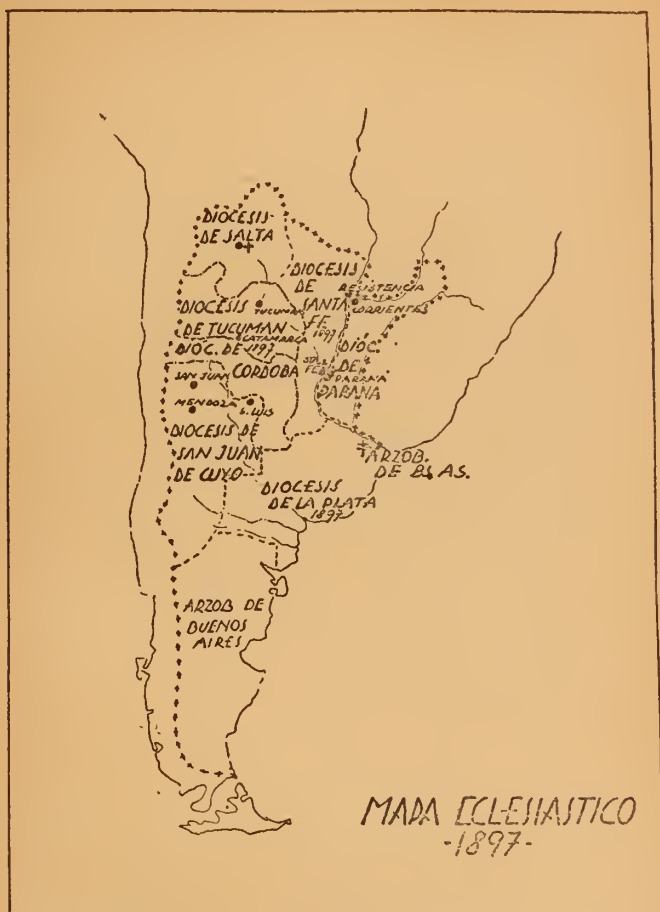 DIOCESIS
DE SALTA
DIOCESIS
DE
SANTA
FE
1897
RESISTENCIA
CORRIENTES
DIOCESIS
TUCUMAN
DE TUCUMAN
CATAMARCA
1897
DIOC. DE
CORDOBA
STA.
FE
DIOC.
DE
PARANA
PARANA
SAN JUAN
MENDOZA
S. LUIS
DIOCESIS DE
SAN JUAN
DE CUYO
ARZOB.
DE BS. AS.
DIOCESIS
DE LA PLATA
1897
ARZOB DE
BUENOS
AIRES
MAPA ECLESIASTICO
-1897-